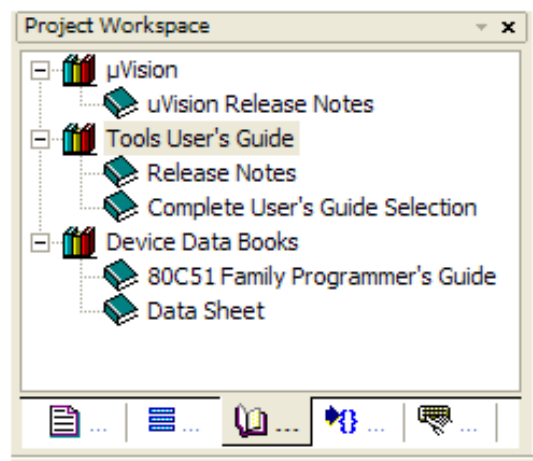 Project Workspace
µVision
uVision Release Notes
Tools User's Guide
Release Notes
Complete User's Guide Selection
Device Data Books
80C51 Family Programmer's Guide
Data Sheet
... ... ... {} ... ...